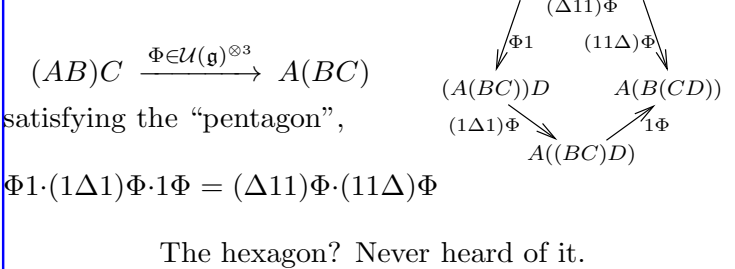 (Δ11)Φ
Φ1 (11Δ)Φ
(AB)C Φ∈𝒰(𝔤)^{⊗3} ⟶ A(BC)
(A(BC))D A(B(CD))
satisfying the “pentagon”,
(1Δ1)Φ 1Φ
A((BC)D)
Φ1·(1Δ1)Φ·1Φ = (Δ11)Φ·(11Δ)Φ
The hexagon? Never heard of it.